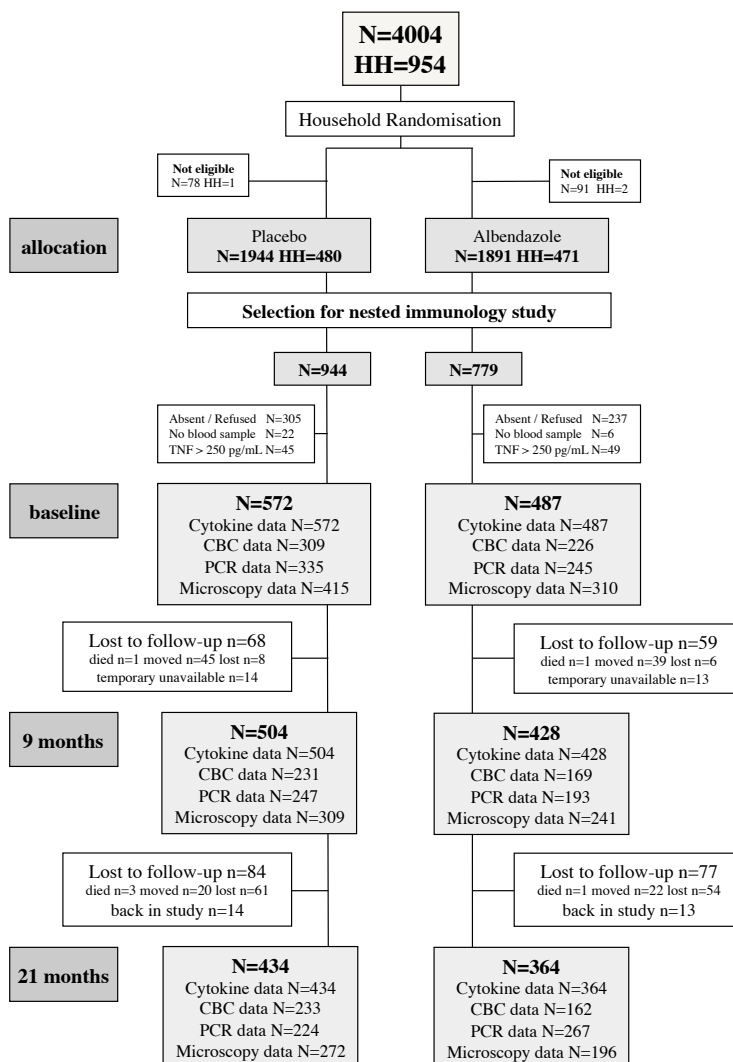 N=4004
HH=954
Household Randomisation
Not eligible
N=78 HH=1
Not eligible
N=91 HH=2
allocation
Placebo
N=1944 HH=480
Albendazole
N=1891 HH=471
Selection for nested immunology study
N=944
N=779
Absent / Refused N=305
No blood sample N=22
TNF > 250 pg/mL N=45
Absent / Refused N=237
No blood sample N=6
TNF > 250 pg/mL N=49
baseline
N=572
Cytokine data N=572
CBC data N=309
PCR data N=335
Microscopy data N=415
N=487
Cytokine data N=487
CBC data N=226
PCR data N=245
Microscopy data N=310
Lost to follow-up n=68
died n=1 moved n=45 lost n=8
temporary unavailable n=14
Lost to follow-up n=59
died n=1 moved n=39 lost n=6
temporary unavailable n=13
9 months
N=504
Cytokine data N=504
CBC data N=231
PCR data N=247
Microscopy data N=309
N=428
Cytokine data N=428
CBC data N=169
PCR data N=193
Microscopy data N=241
Lost to follow-up n=84
died n=3 moved n=20 lost n=61
back in study n=14
Lost to follow-up n=77
died n=1 moved n=22 lost n=54
back in study n=13
21 months
N=434
Cytokine data N=434
CBC data N=233
PCR data N=224
Microscopy data N=272
N=364
Cytokine data N=364
CBC data N=162
PCR data N=267
Microscopy data N=196